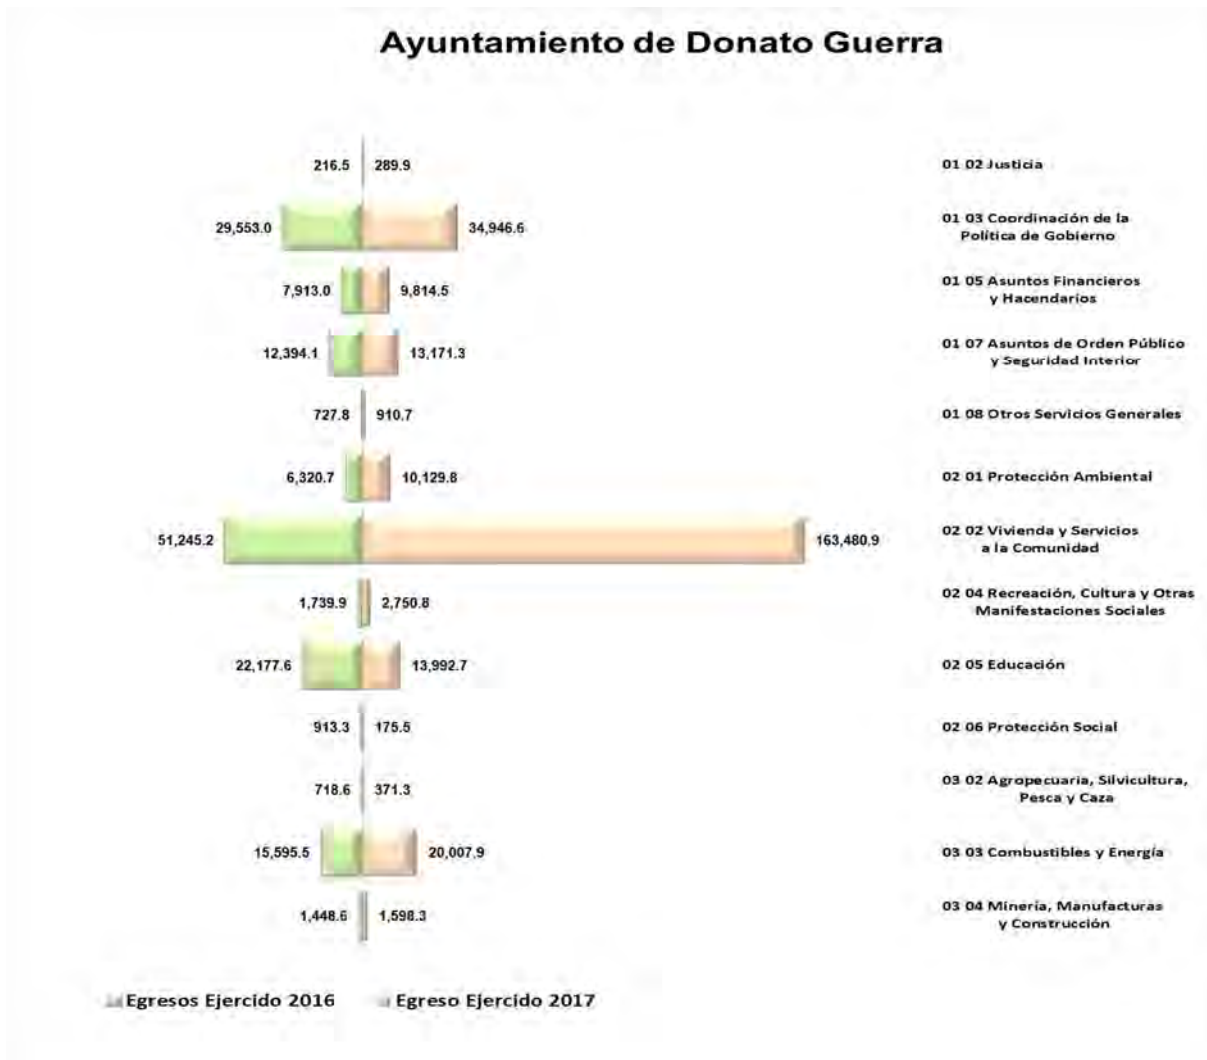 Ayuntamiento de Donato Guerra
216.5 289.9 01 02 Justicia
29,553.0 34,946.6 01 03 Coordinación de la
Política de Gobierno
7,913.0 9,814.5 01 05 Asuntos Financieros
y Hacendarios
12,394.1 13,171.3 01 07 Asuntos de Orden Público
y Seguridad Interior
727.8 910.7 01 08 Otros Servicios Generales
6,320.7 10,129.8 02 01 Protección Ambiental
51,245.2 163,480.9 02 02 Vivienda y Servicios
a la Comunidad
1,739.9 2,750.8 02 04 Recreación, Cultura y Otras
Manifestaciones Sociales
22,177.6 13,992.7 02 05 Educación
913.3 175.5 02 06 Protección Social
718.6 371.3 03 02 Agropecuaria, Silvicultura,
Pesca y Caza
15,595.5 20,007.9 03 03 Combustibles y Energía
1,448.6 1,598.3 03 04 Minería, Manufacturas
y Construcción
Egresos Ejercido 2016 Egreso Ejercido 2017